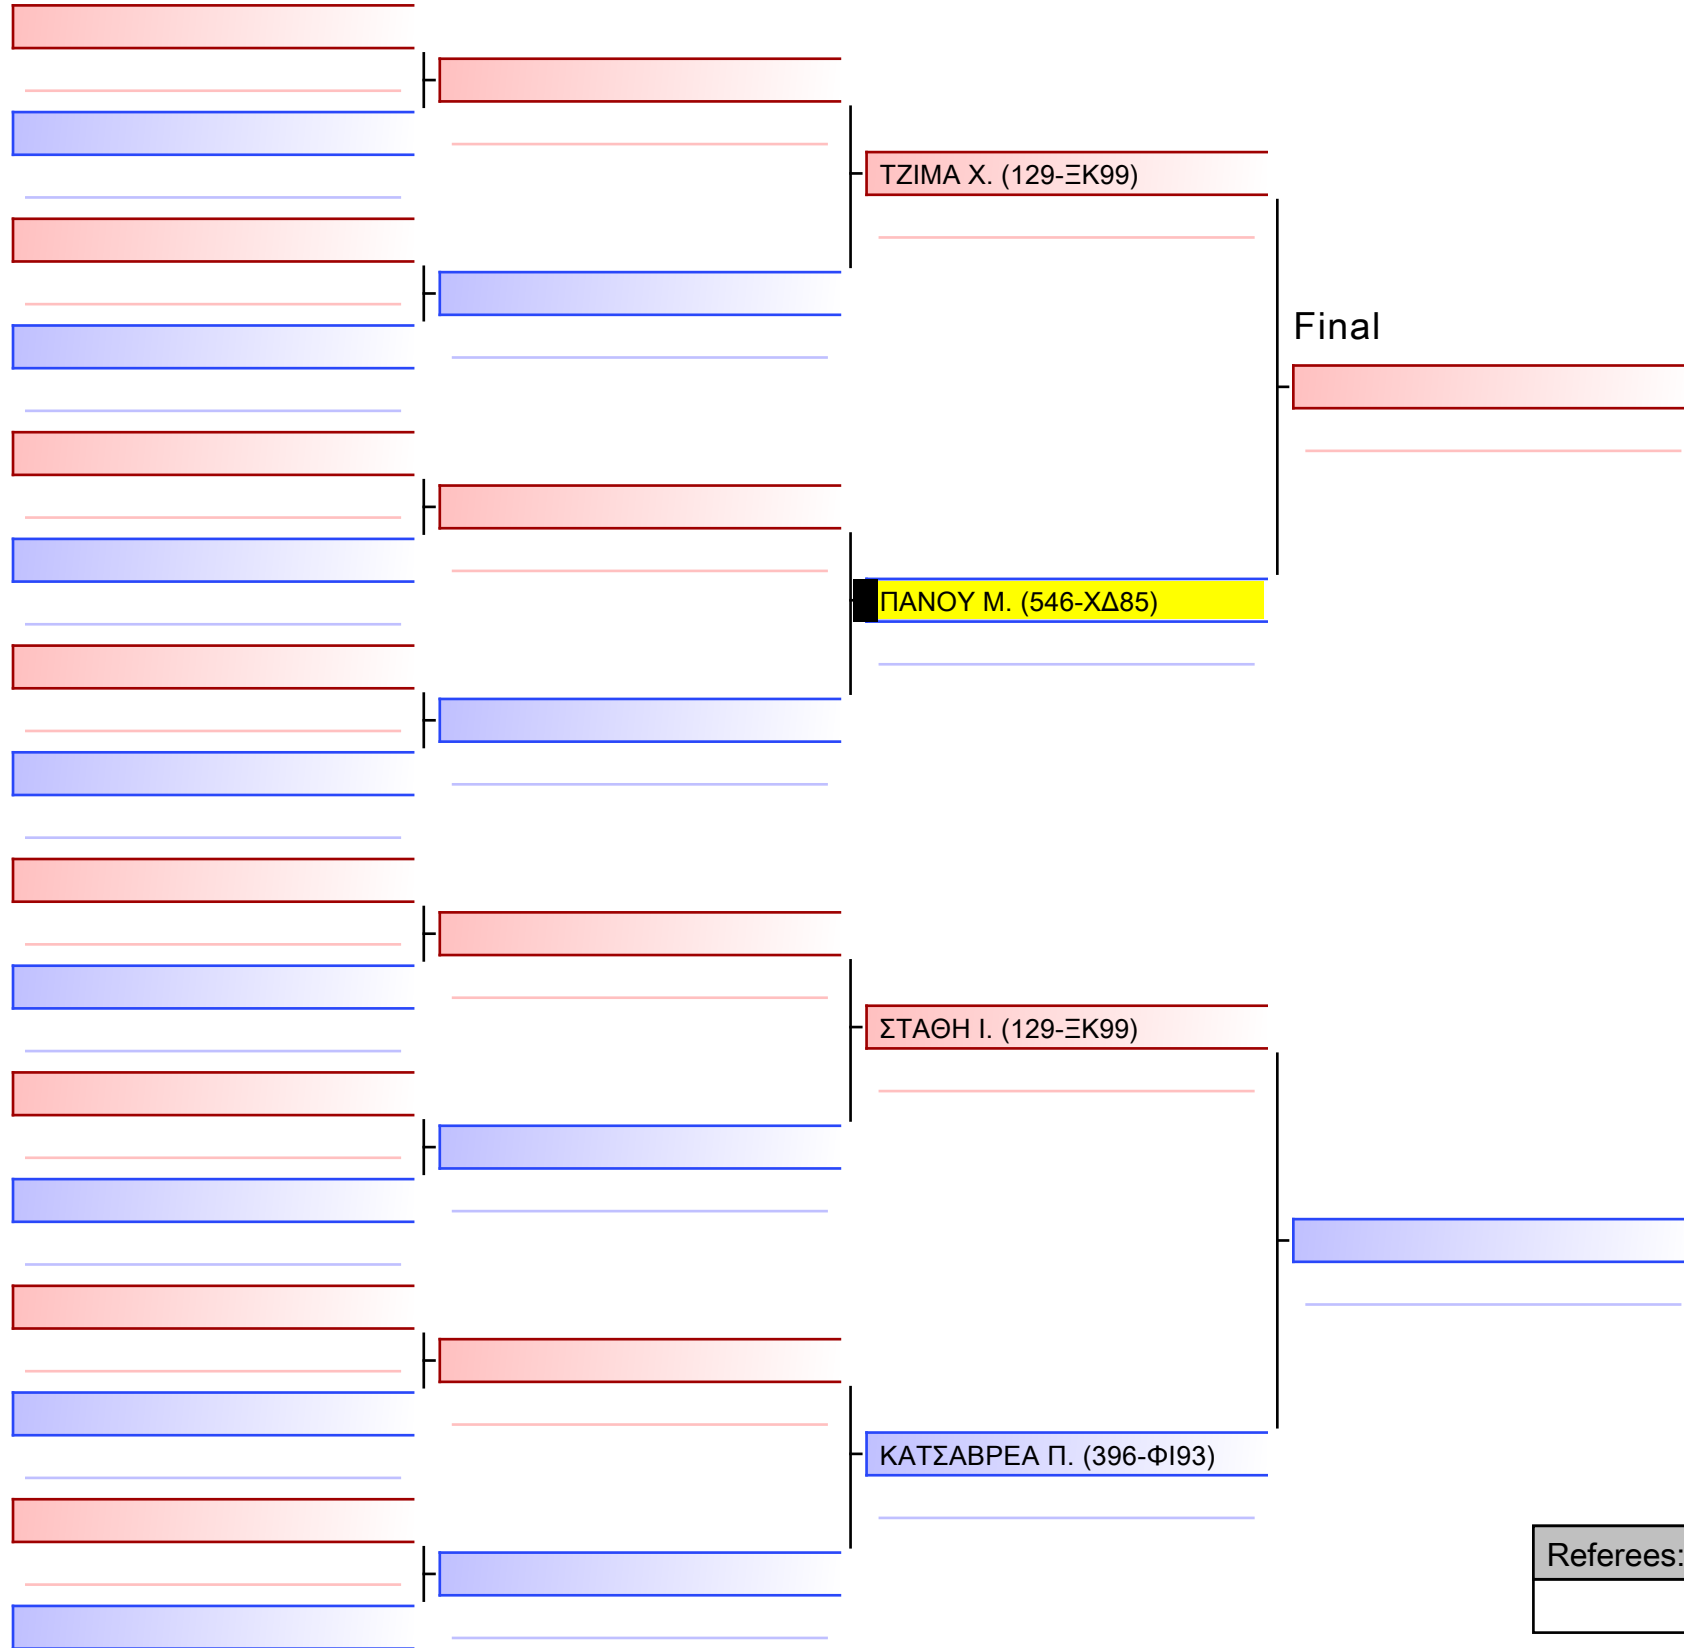 ΤΖΙΜΑ Χ. (129-ΞΚ99)
Final
ΠΑΝΟΥ Μ. (546-ΧΔ85)
ΣΤΑΘΗ Ι. (129-ΞΚ99)
ΚΑΤΣΑΒΡΕΑ Π. (396-ΦΙ93)
Referees: